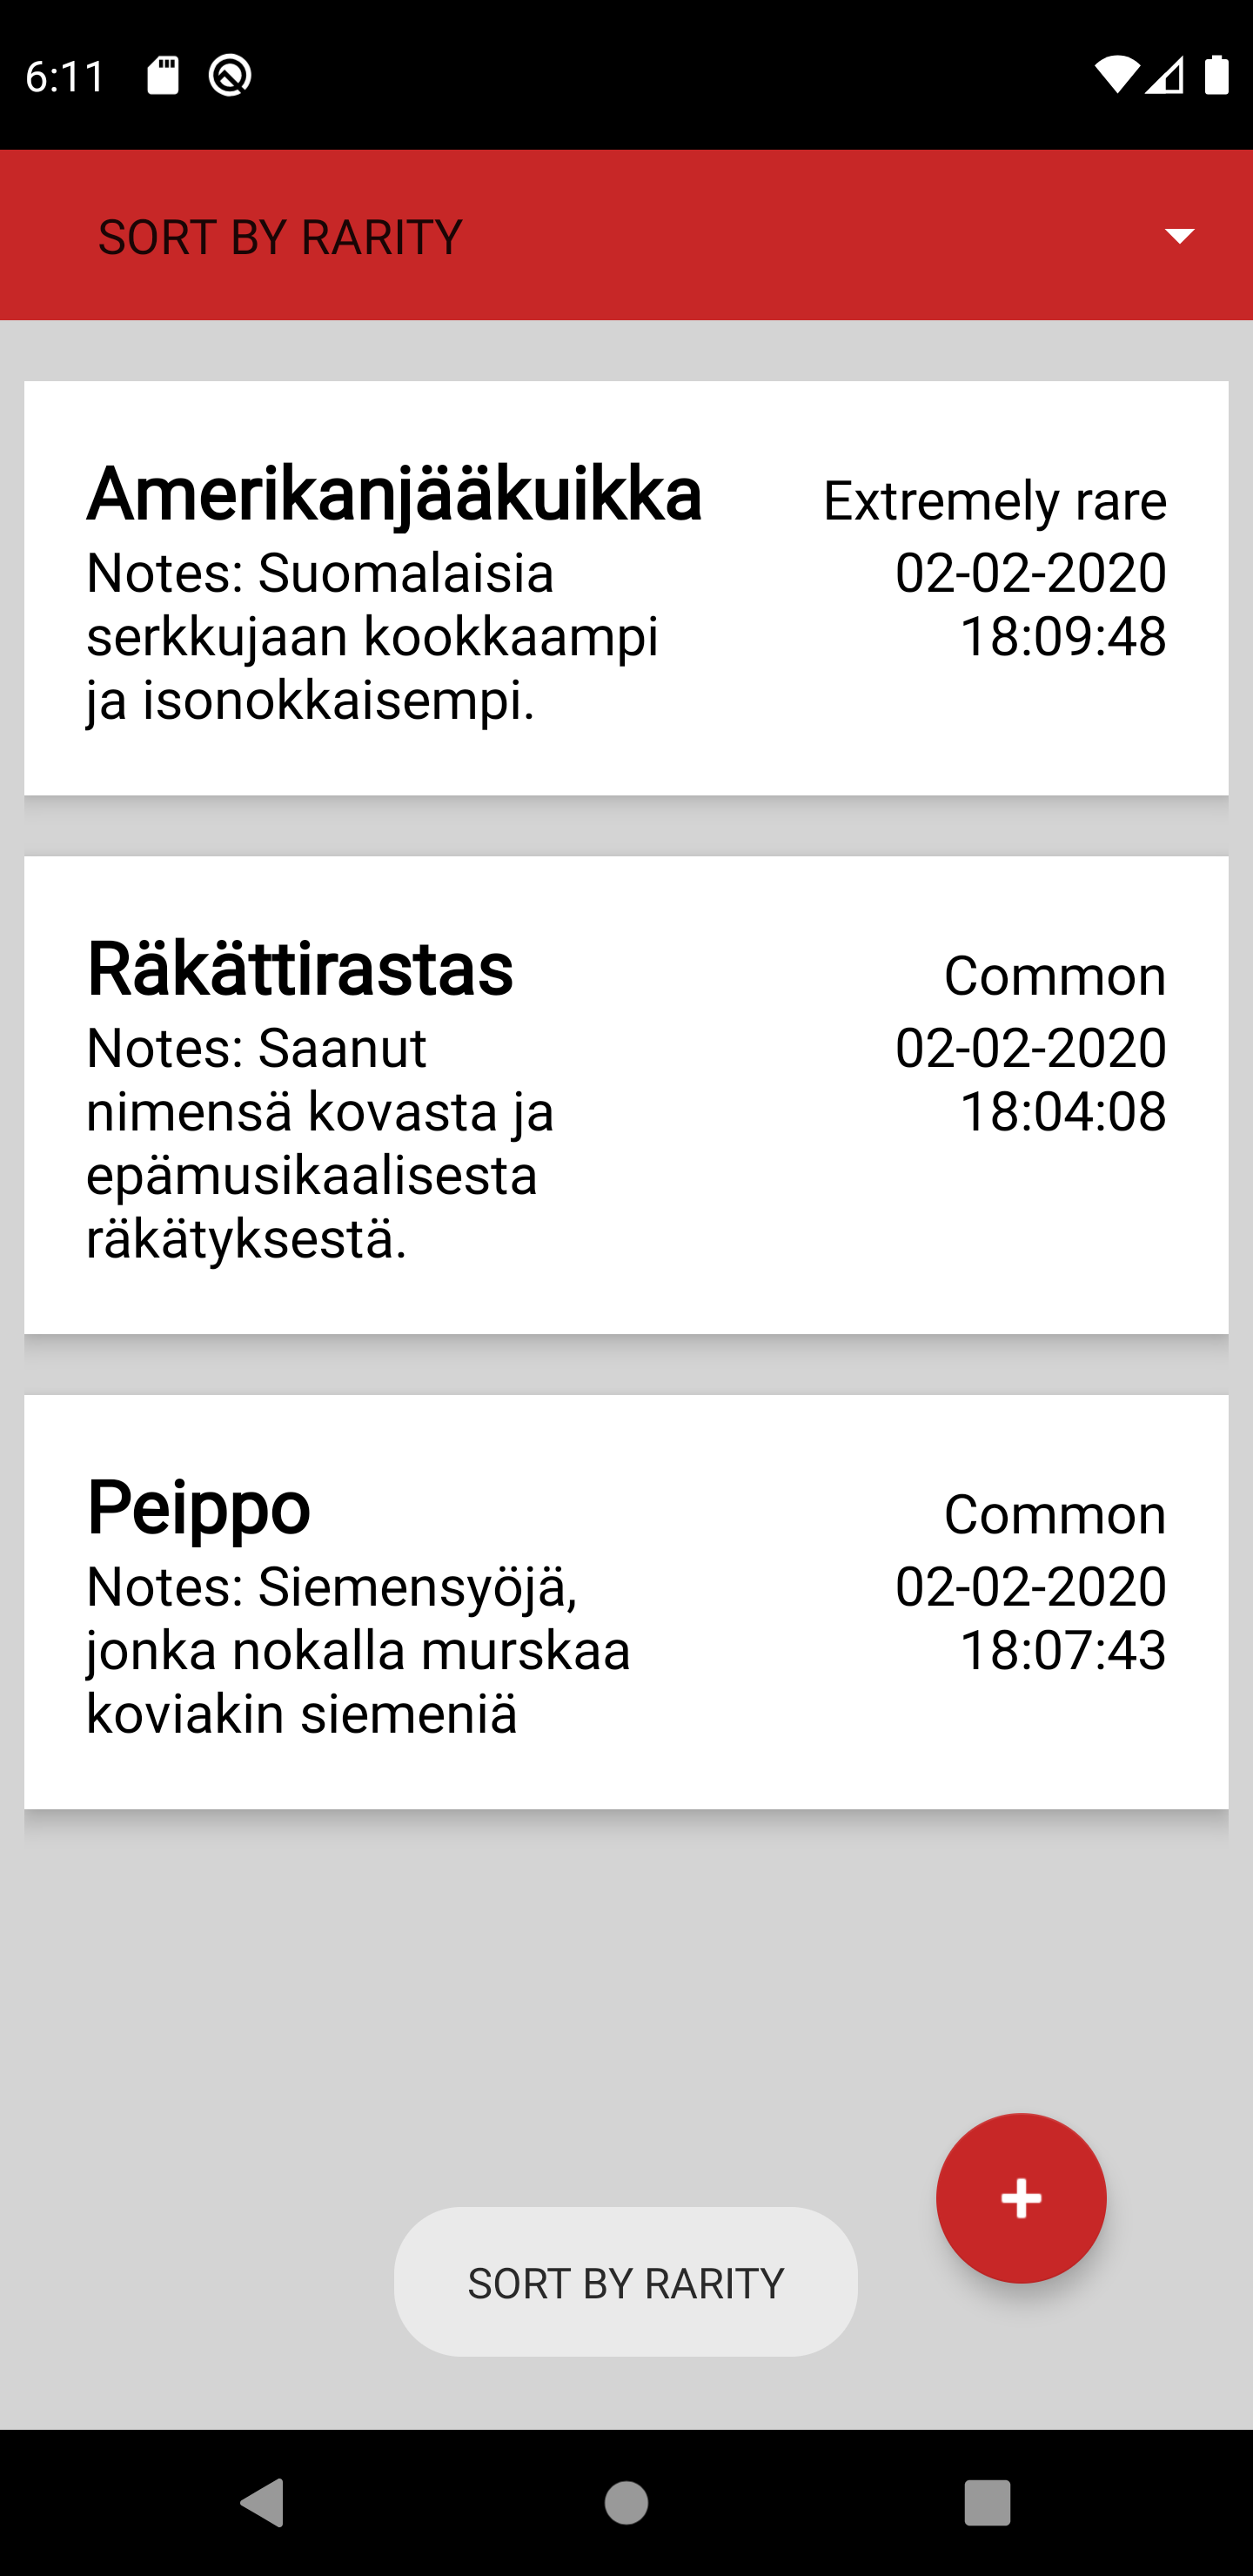 6:11
SORT BY RARITY
Amerikanjääkuikka
Extremely rare
Notes: Suomalaisia
serkkujaan kookkaampi
ja isonokkaisempi.
02-02-2020
18:09:48
Räkättirastas
Common
Notes: Saanut
nimensä kovasta ja
epämusikaalisesta
räkätyksestä.
02-02-2020
18:04:08
Peippo
Common
Notes: Siemensyöjä,
jonka nokalla murskaa
koviakin siemeniä
02-02-2020
18:07:43
SORT BY RARITY